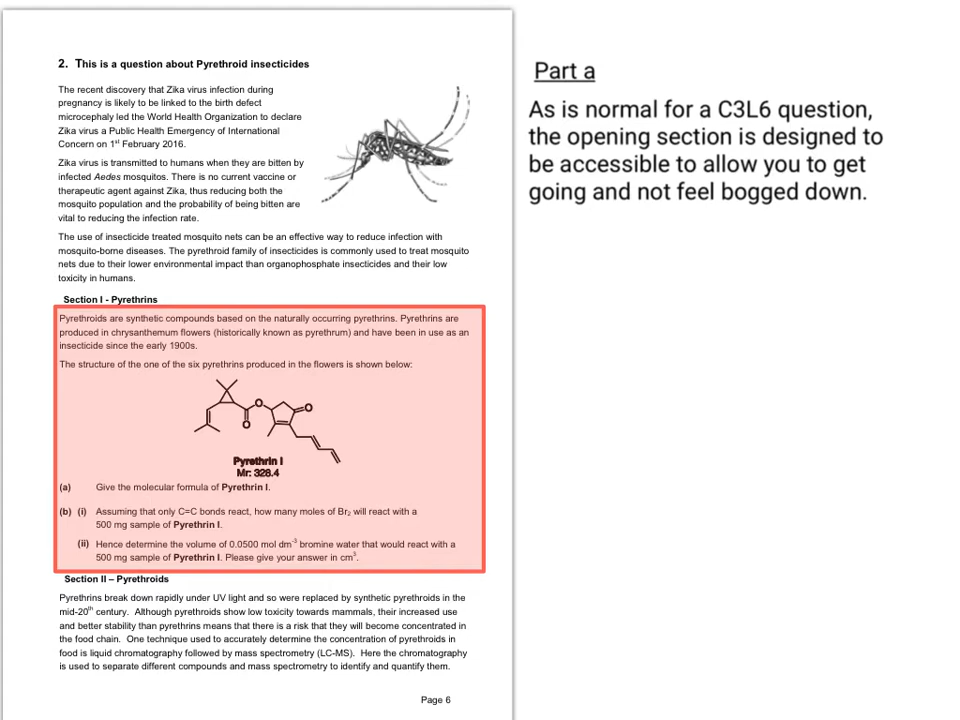 2. This is a question about Pyrethroid insecticides
The recent discovery that Zika virus infection during
pregnancy is likely to be linked to the birth defect
microcephaly led the World Health Organization to declare
Zika virus a Public Health Emergency of International
Concern on 1st February 2016.
Zika virus is transmitted to humans when they are bitten by
infected Aedes mosquitos. There is no current vaccine or
therapeutic agent against Zika, thus reducing both the
mosquito population and the probability of being bitten are
vital to reducing the infection rate.
The use of insecticide treated mosquito nets can be an effective way to reduce infection with
mosquito-borne diseases. The pyrethroid family of insecticides is commonly used to treat mosquito
nets due to their lower environmental impact than organophosphate insecticides and their low
toxicity in humans.
Section I - Pyrethrins
Pyrethroids are synthetic compounds based on the naturally occurring pyrethrins. Pyrethrins are
produced in chrysanthemum flowers (historically known as pyrethrum) and have been in use as an
insecticide since the early 1900s.
The structure of the one of the six pyrethrins produced in the flowers is shown below:
O
O
O
Pyrethrin I
Mr: 328.4
(a) Give the molecular formula of Pyrethrin I.
(b) (i) Assuming that only C=C bonds react, how many moles of Br₂ will react with a
500 mg sample of Pyrethrin I.
(ii) Hence determine the volume of 0.0500 mol dm⁻³ bromine water that would react with a
500 mg sample of Pyrethrin I. Please give your answer in cm³.
Section II – Pyrethroids
Pyrethrins break down rapidly under UV light and so were replaced by synthetic pyrethroids in the
mid-20th century. Although pyrethroids show low toxicity towards mammals, their increased use
and better stability than pyrethrins means that there is a risk that they will become concentrated in
the food chain. One technique used to accurately determine the concentration of pyrethroids in
food is liquid chromatography followed by mass spectrometry (LC-MS). Here the chromatography
is used to separate different compounds and mass spectrometry to identify and quantify them.
Page 6
Part a
As is normal for a C3L6 question,
the opening section is designed to
be accessible to allow you to get
going and not feel bogged down.